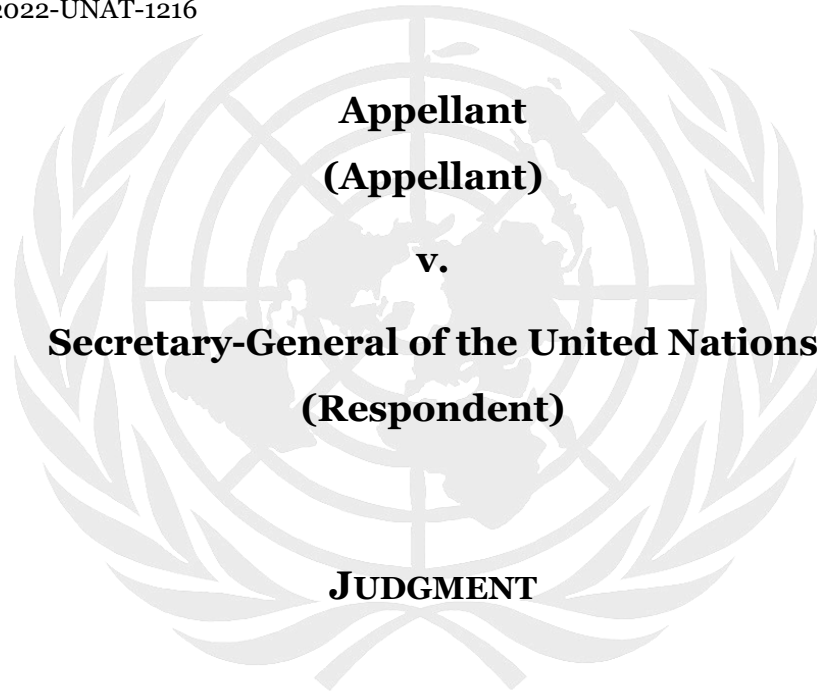 2022-UNAT-1216
Appellant
(Appellant)
v.
Secretary-General of the United Nations
(Respondent)
JUDGMENT